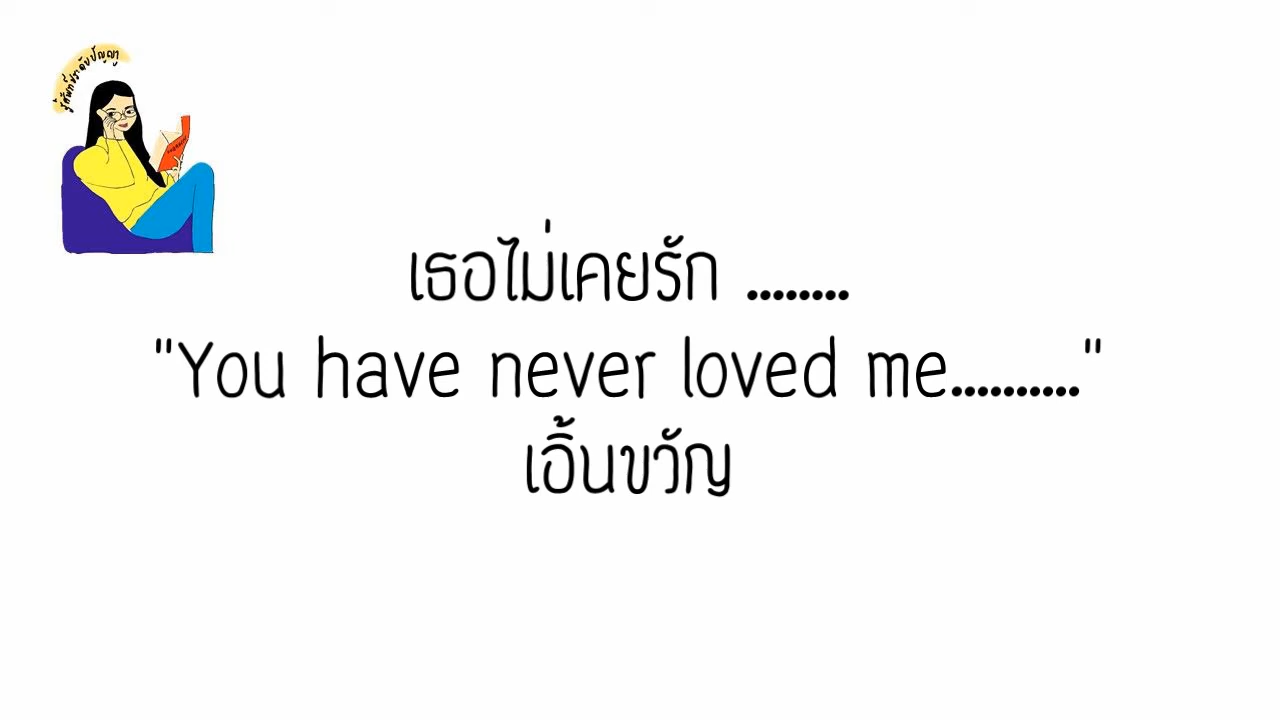 เธอไม่เคยรัก ........
"You have never loved me.........."
เอิ้นขวัญ